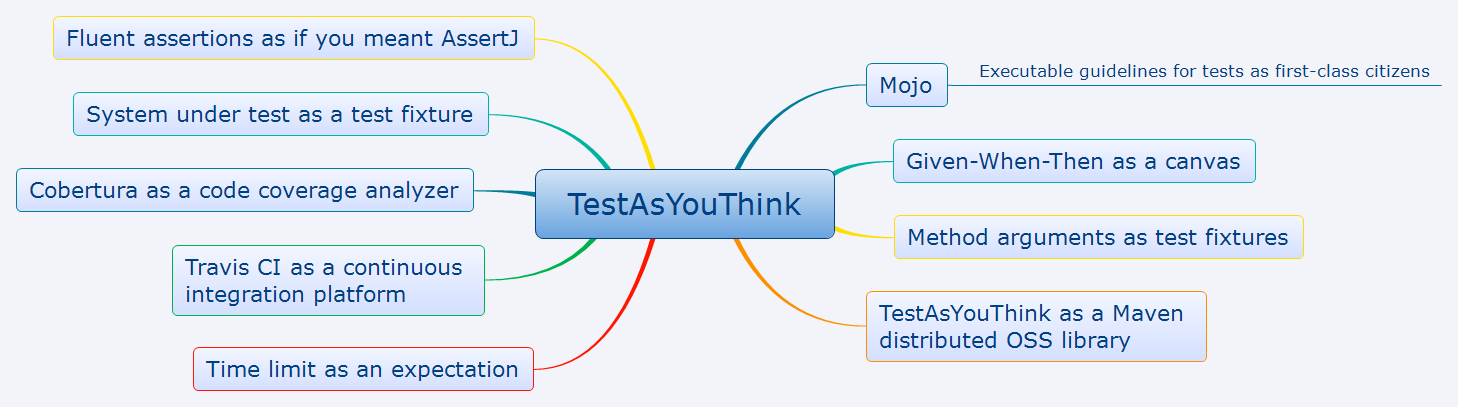 Fluent assertions as if you meant AssertJ
System under test as a test fixture
Cobertura as a code coverage analyzer
Travis CI as a continuous
integration platform
Time limit as an expectation
TestAsYouThink
Mojo
Executable guidelines for tests as first-class citizens
Given-When-Then as a canvas
Method arguments as test fixtures
TestAsYouThink as a Maven
distributed OSS library